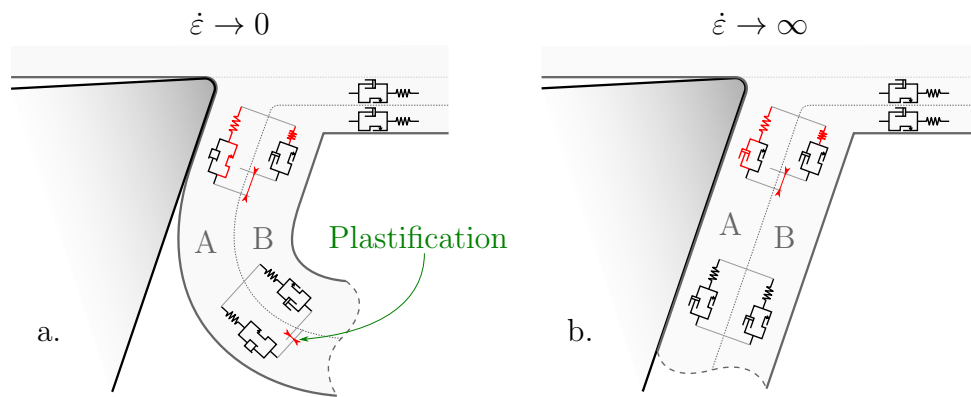 ε̇ → 0
ε̇ → ∞
A
B
A
B
Plastification
a.
b.